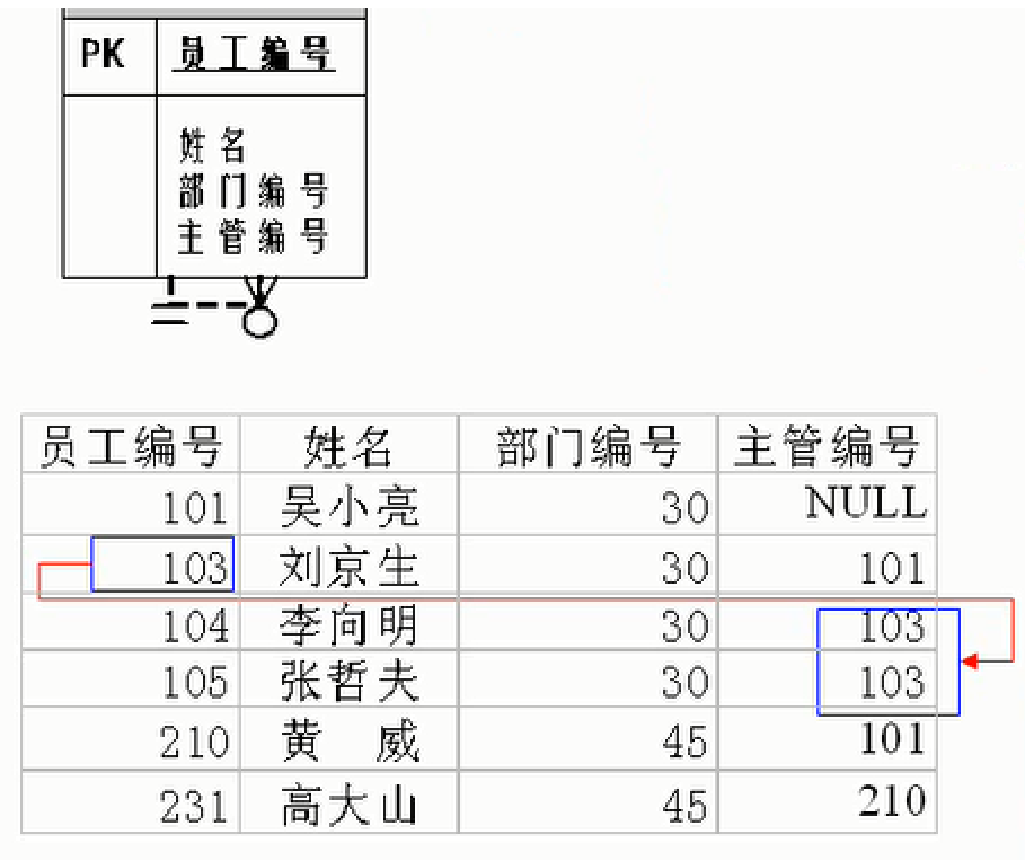 PK 员工编号
姓名
部门编号
主管编号
员工编号 姓名 部门编号 主管编号
101 吴小亮 30 NULL
103 刘京生 30 101
104 李向明 30 103
105 张哲夫 30 103
210 黄 威 45 101
231 高大山 45 210